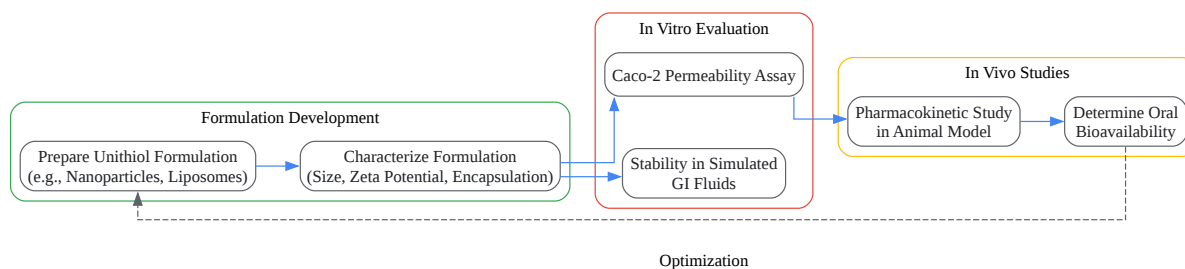 Formulation Development
Prepare Unithiol Formulation
(e.g., Nanoparticles, Liposomes)
Characterize Formulation
(Size, Zeta Potential, Encapsulation)
In Vitro Evaluation
Caco-2 Permeability Assay
Stability in Simulated
GI Fluids
In Vivo Studies
Pharmacokinetic Study
in Animal Model
Determine Oral
Bioavailability
Optimization